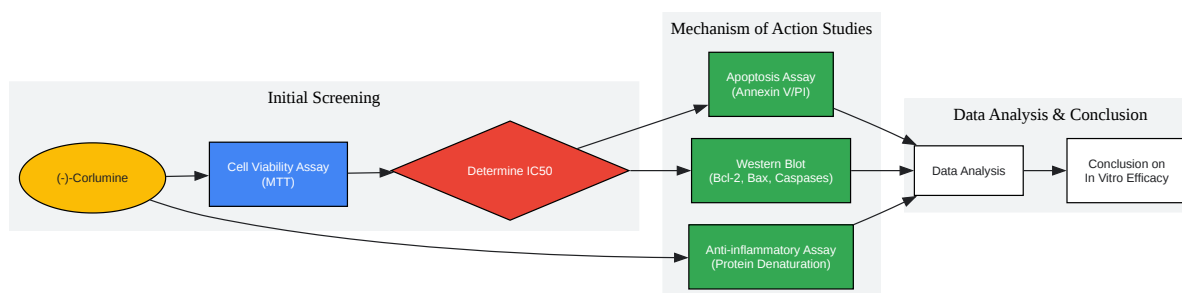 Initial Screening
(-)-Corlumine
Cell Viability Assay
(MTT)
Determine IC50
Mechanism of Action Studies
Apoptosis Assay
(Annexin V/PI)
Western Blot
(Bcl-2, Bax, Caspases)
Anti-inflammatory Assay
(Protein Denaturation)
Data Analysis & Conclusion
Data Analysis
Conclusion on
In Vitro Efficacy